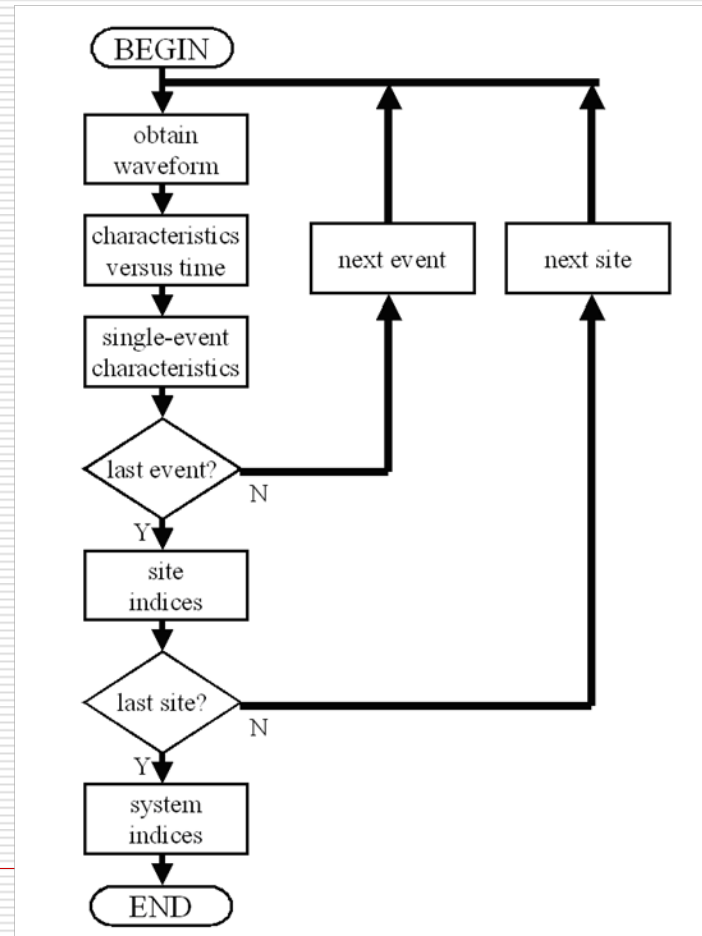 BEGIN
obtain
waveform
characteristics
versus time
next event
next site
single-event
characteristics
last event?
N
Y
site
indices
last site?
N
Y
system
indices
END